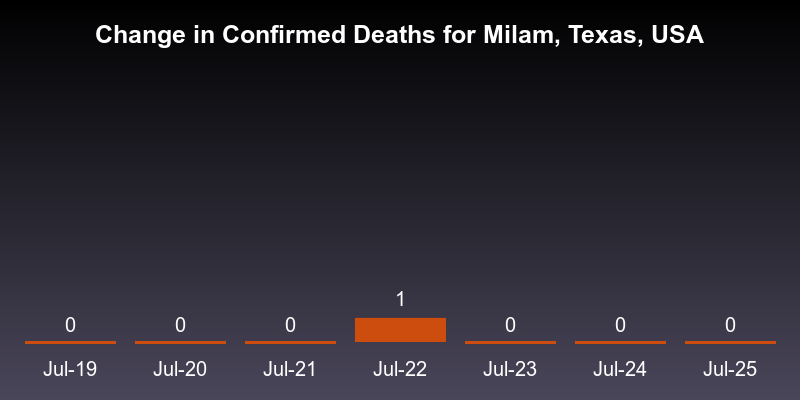 Change in Confirmed Deaths for Milam, Texas, USA
0 0 0 1 0 0 0
Jul-19 Jul-20 Jul-21 Jul-22 Jul-23 Jul-24 Jul-25